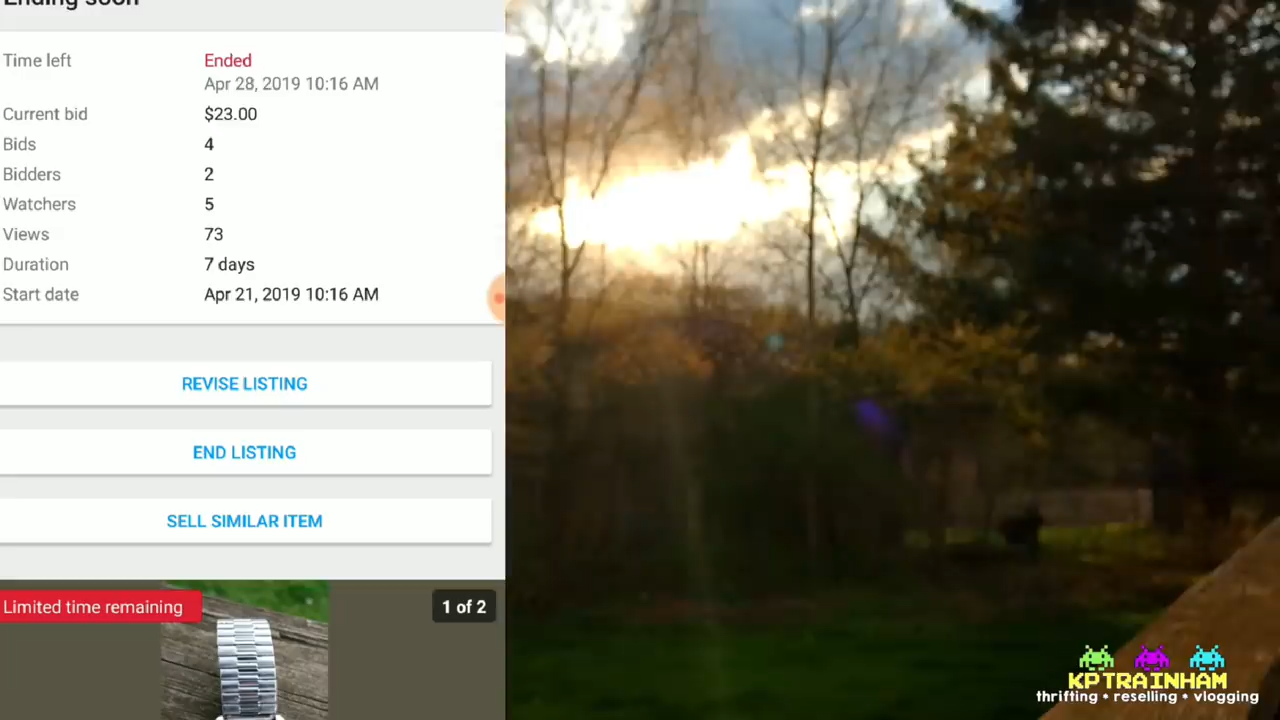 Ending soon
Time left Ended
Apr 28, 2019 10:16 AM
Current bid $23.00
Bids 4
Bidders 2
Watchers 5
Views 73
Duration 7 days
Start date Apr 21, 2019 10:16 AM
REVISE LISTING
END LISTING
SELL SIMILAR ITEM
Limited time remaining 1 of 2
KPTRAINHAM
thrifting • reselling • vlogging